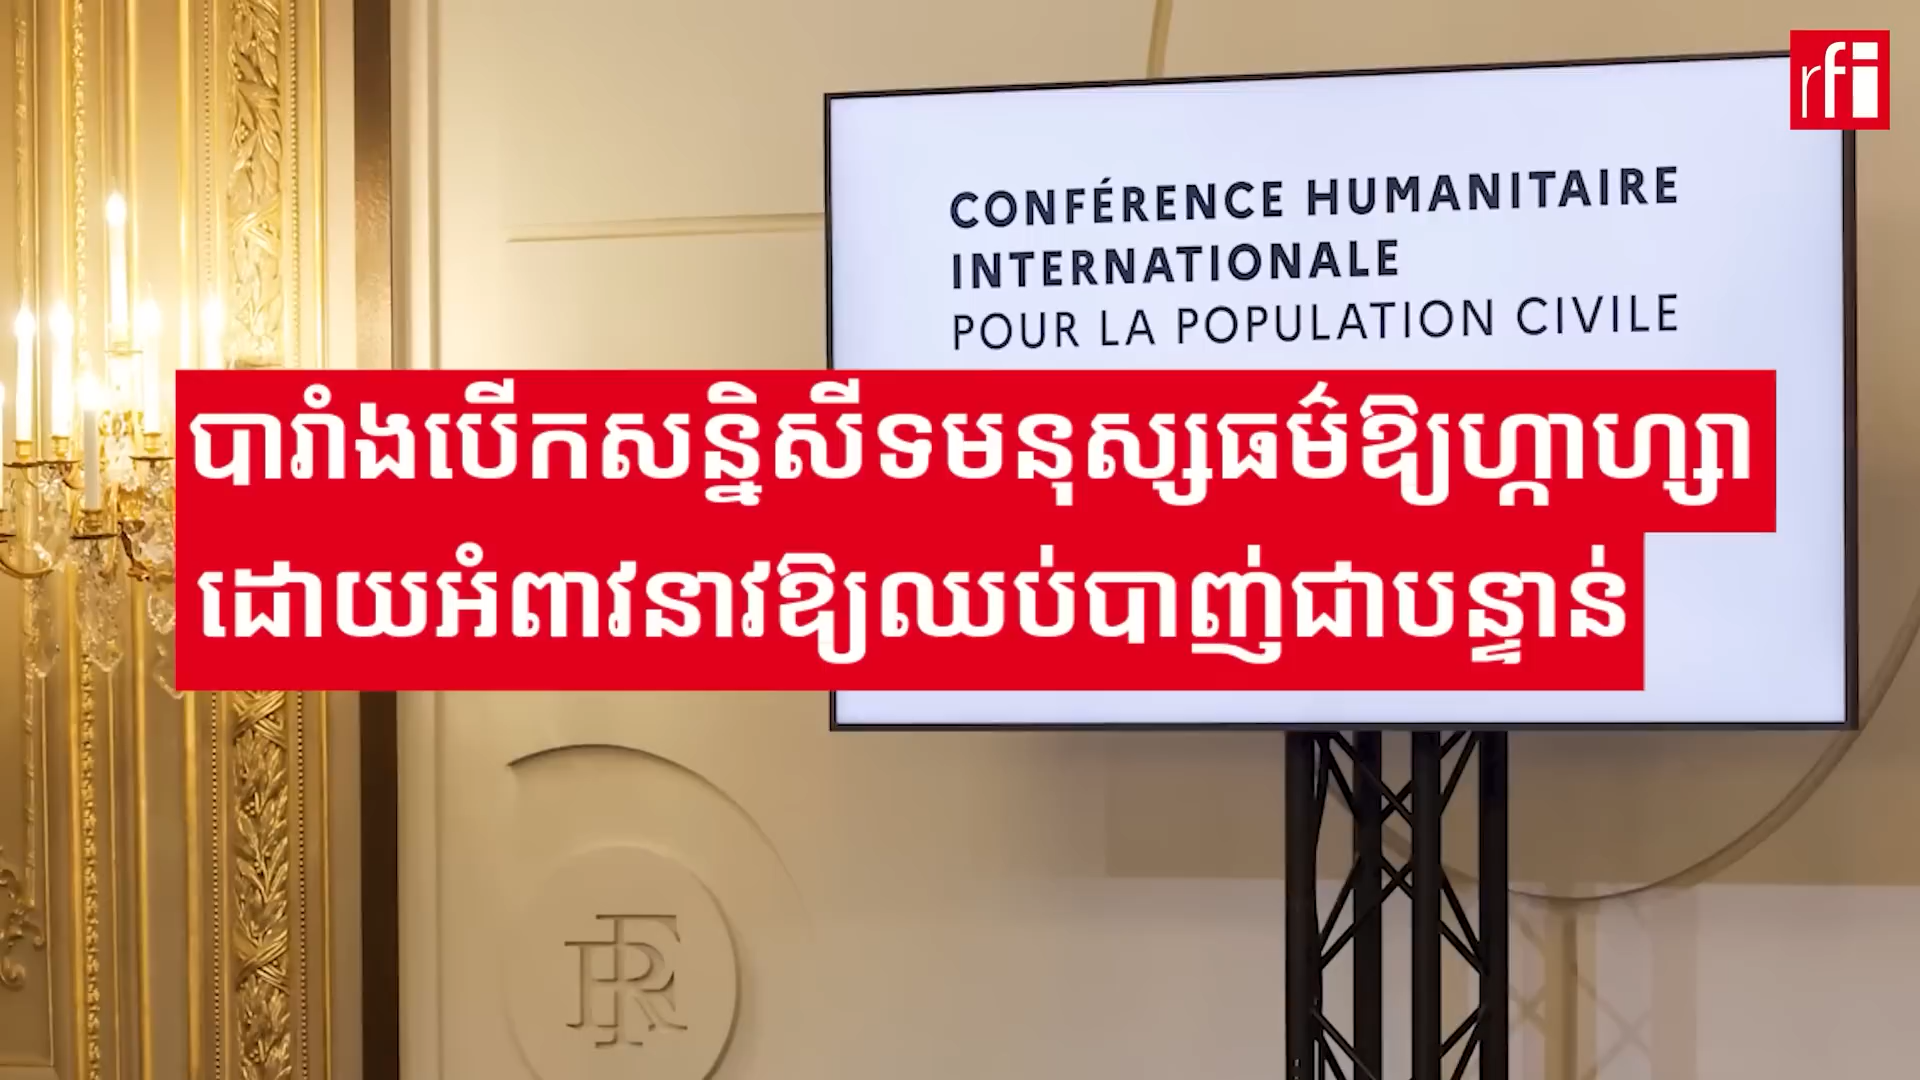 rfi
CONFÉRENCE HUMANITAIRE
INTERNATIONALE
POUR LA POPULATION CIVILE
បារាំងបើកសន្និសីទមនុស្សធម៌ឱ្យហ្កាហ្សា
ដោយអំពាវនាវឱ្យឈប់បាញ់ជាបន្ទាន់
RF